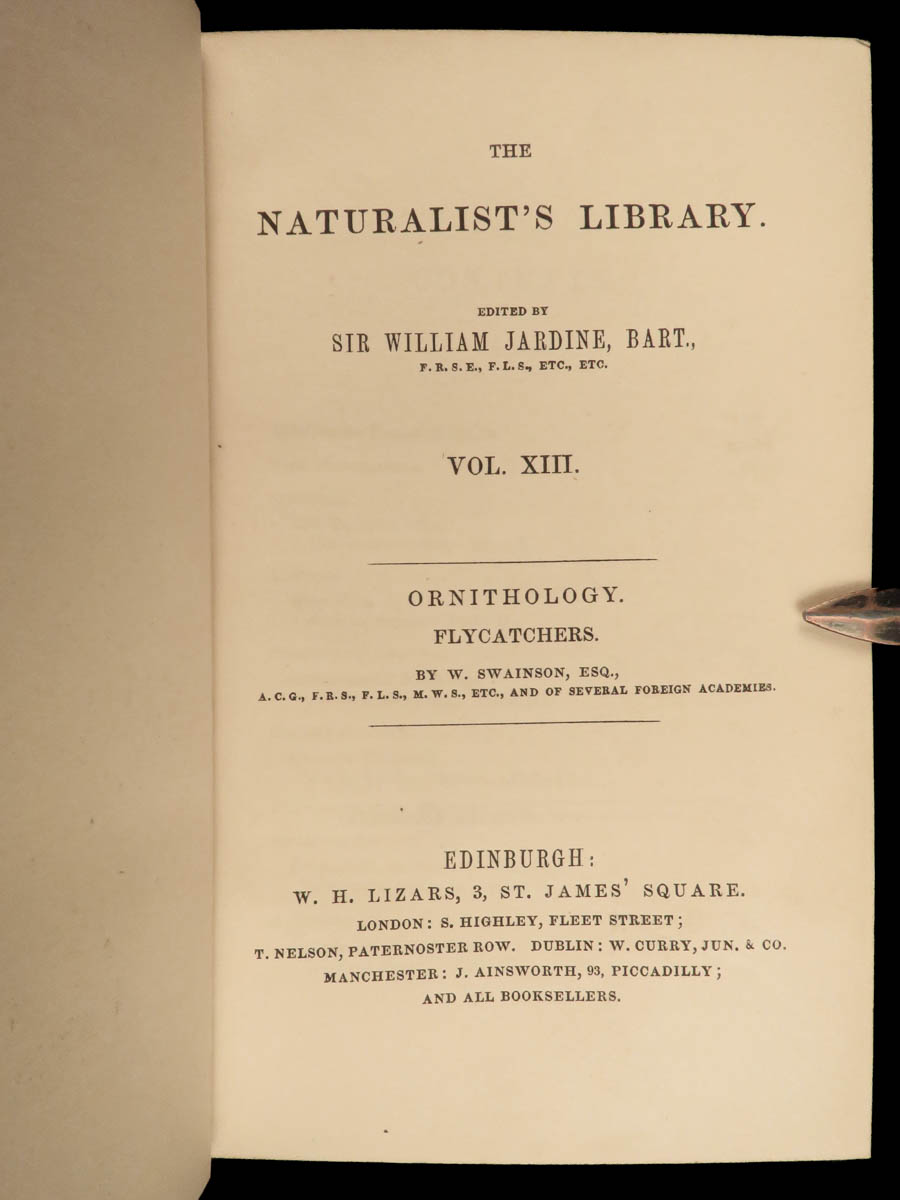 THE
NATURALIST'S LIBRARY.
EDITED BY
SIR WILLIAM JARDINE, BART.,
F. R. S. E., F. L. S., ETC., ETC.
VOL. XIII.
ORNITHOLOGY.
FLYCATCHERS.
BY W. SWAINSON, ESQ.,
A. C. G., F. R. S., F. L. S., M. W. S., ETC., AND OF SEVERAL FOREIGN ACADEMIES.
EDINBURGH:
W. H. LIZARS, 3, ST. JAMES' SQUARE.
LONDON: S. HIGHLEY, FLEET STREET;
T. NELSON, PATERNOSTER ROW. DUBLIN: W. CURRY, JUN. & CO.
MANCHESTER: J. AINSWORTH, 93, PICCADILLY;
AND ALL BOOKSELLERS.